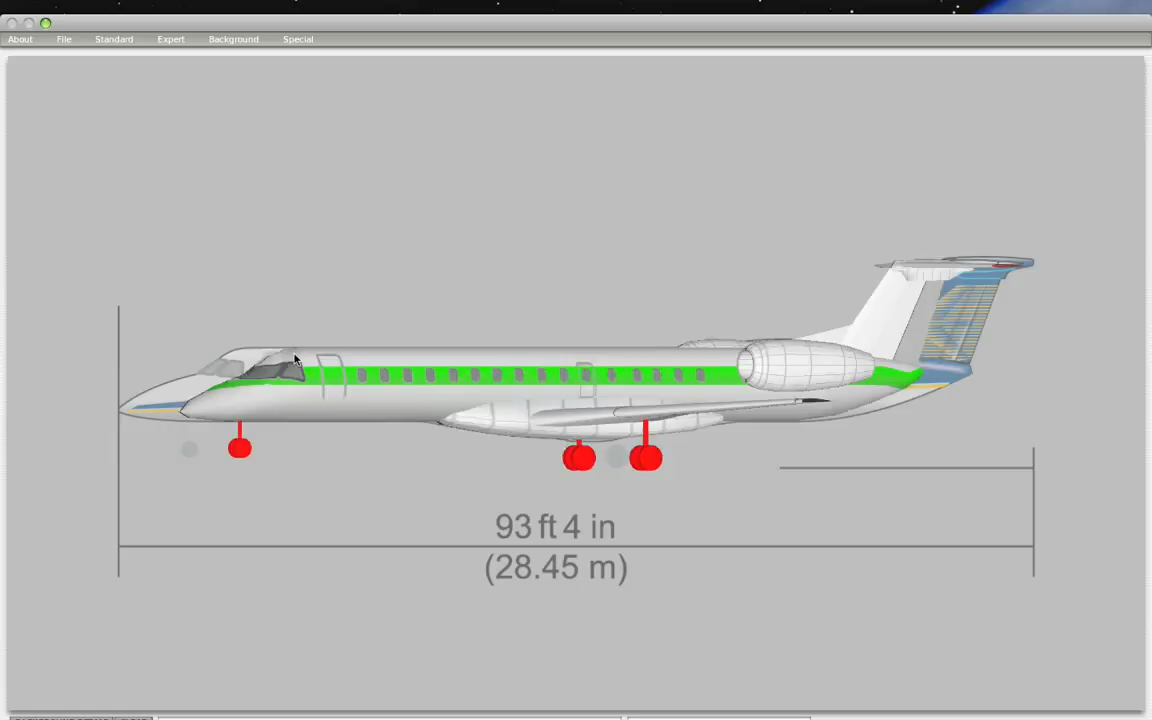 About File Standard Expert Background Special
93 ft 4 in
(28.45 m)